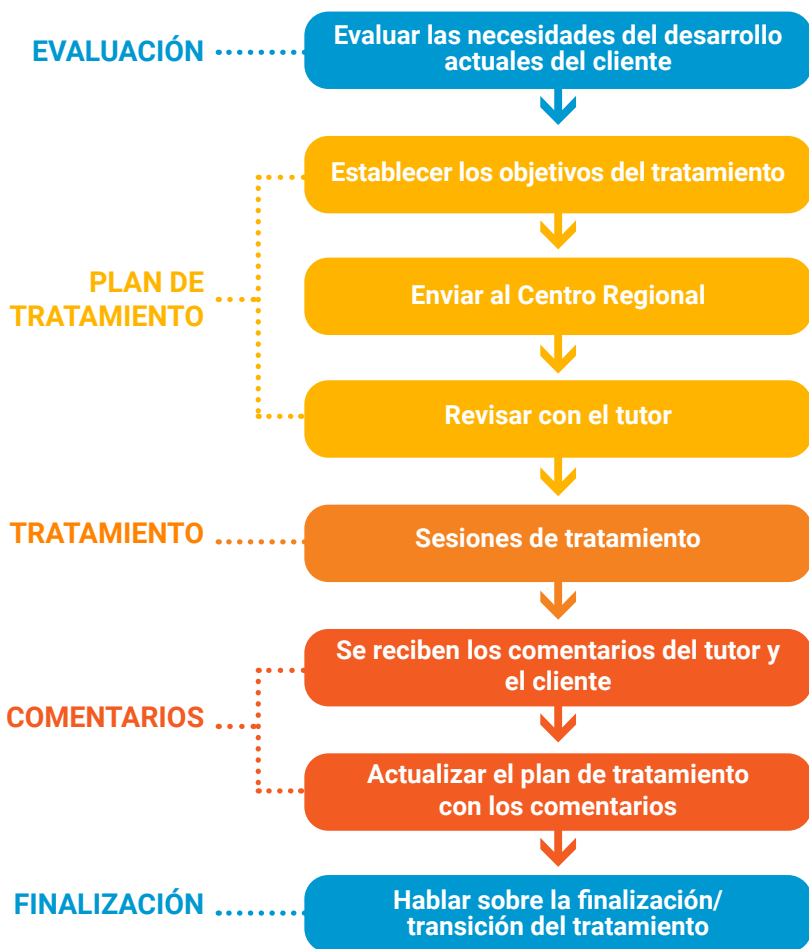 EVALUACIÓN
Evaluar las necesidades del desarrollo
actuales del cliente
PLAN DE
TRATAMIENTO
Establecer los objetivos del tratamiento
Enviar al Centro Regional
Revisar con el tutor
TRATAMIENTO
Sesiones de tratamiento
COMENTARIOS
Se reciben los comentarios del tutor y
el cliente
Actualizar el plan de tratamiento
con los comentarios
FINALIZACIÓN
Hablar sobre la finalización/
transición del tratamiento